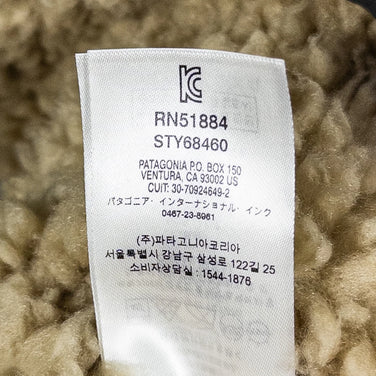 RN51884
STY68460
PATAGONIA P.O. BOX 150
VENTURA, CA 93002 US
CUIT: 30-70924649-2
パタゴニア・インターナショナル・インク
0467-23-8961
(주)파타고니아코리아
서울특별시 강남구 삼성로 122길 25
소비자상담실 : 1544-1876